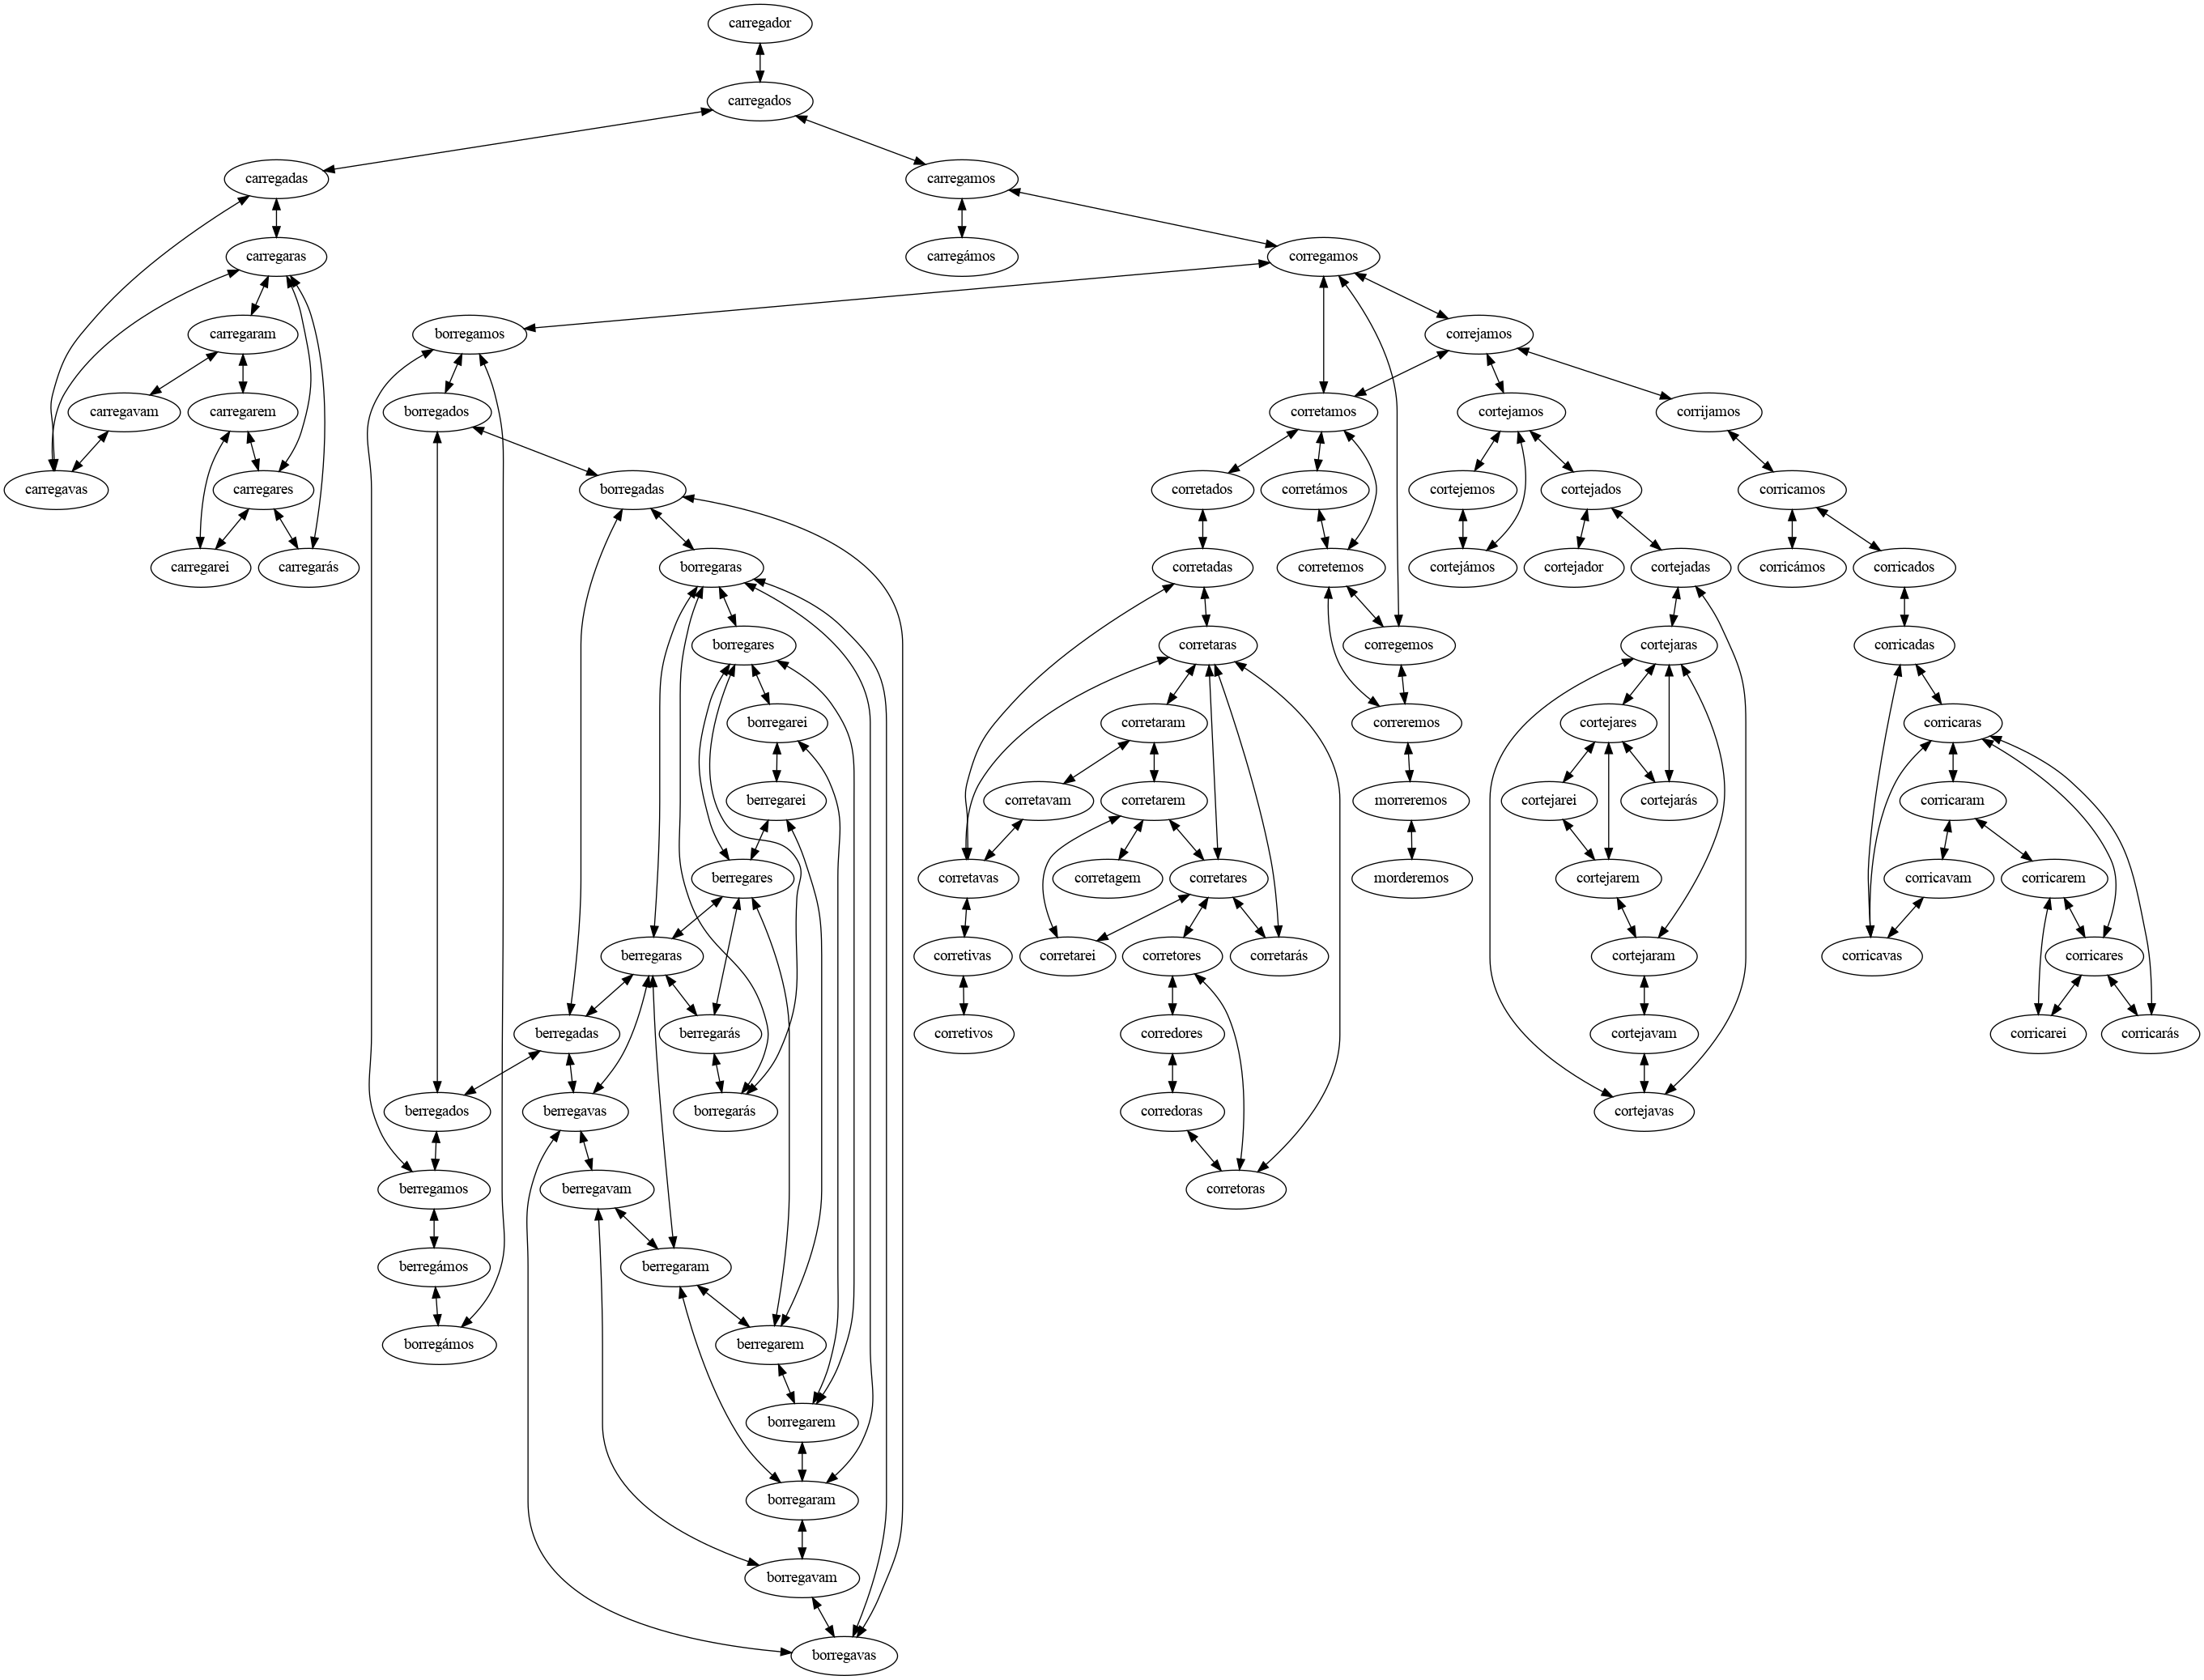 carregador
carregados
carregadas
carregamos
carregaras
carregámos
corregamos
carregaram
borregamos
correjamos
carregavam
carregarem
borregados
corretamos
cortejamos
corrijamos
carregavas
carregares
borregadas
corretados
corretámos
cortejemos
cortejados
corricamos
carregarei
carregarás
borregaras
corretadas
corretemos
cortejámos
cortejador
cortejadas
corricámos
corricados
borregares
corretaras
corregemos
cortejaras
corricadas
borregarei
corretaram
correremos
cortejares
corricaras
berregarei
corretavam
corretarem
morreremos
cortejarei
cortejarás
corricaram
berregares
corretavas
corretagem
corretares
morderemos
cortejarem
corricavam
corricarem
berregaras
corretivas
corretarei
corretores
corretarás
cortejaram
corricavas
corricares
berregadas
berregarás
corretivos
corredores
cortejavam
corricarei
corricarás
berregados
berregavas
borregarás
corredoras
cortejavas
berregamos
berregavam
corretoras
berregámos
berregaram
borregámos
berregarem
borregarem
borregaram
borregavam
borregavas